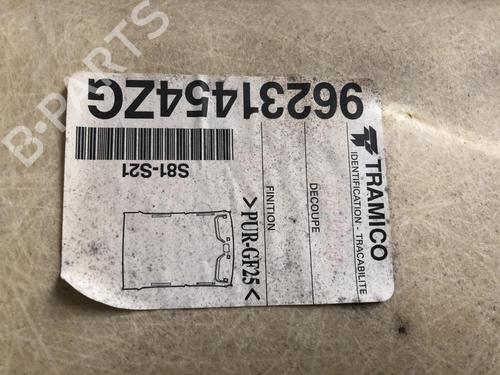 TRAMICO
IDENTIFICATION - TRACABILITE
96231454ZG
DECOUPE
FINITION
S81-S21
>PUR-GF25<
B-PARTS